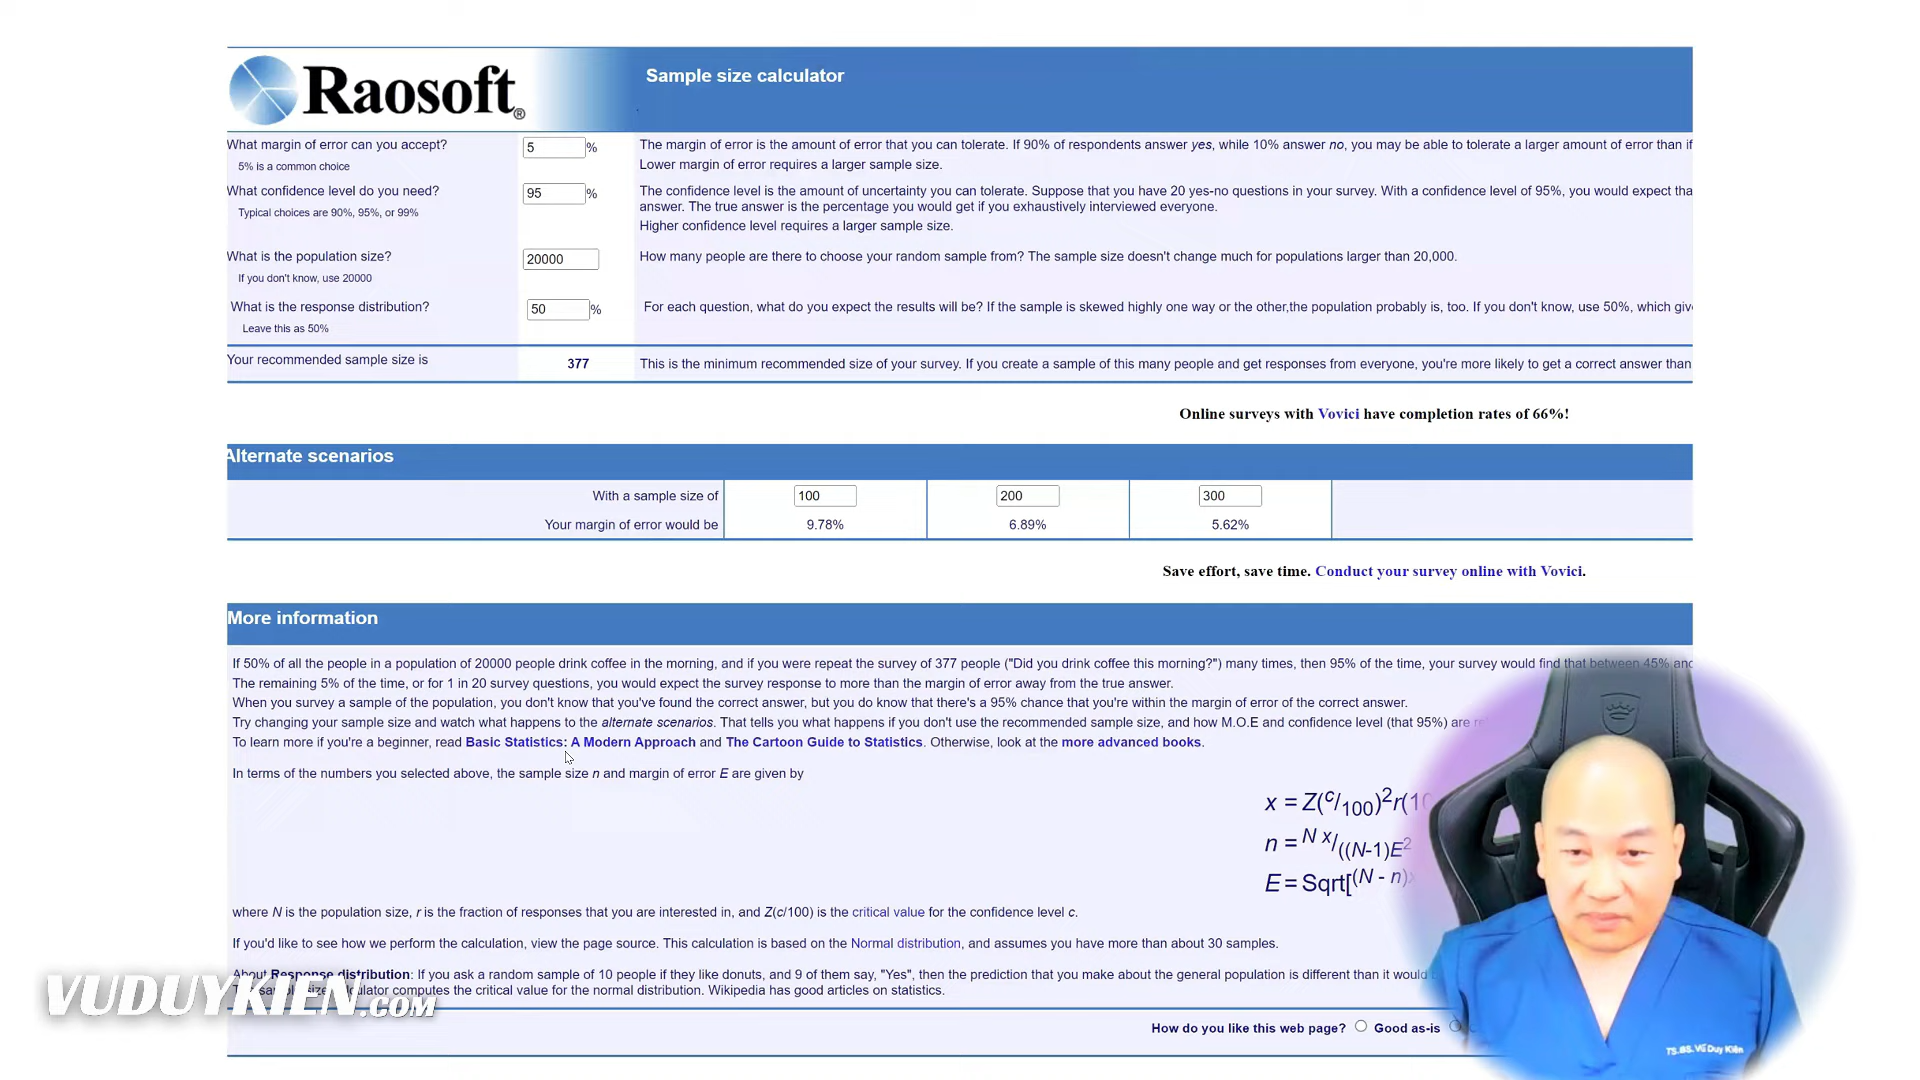 Raosoft®
Sample size calculator
What margin of error can you accept?
5% is a common choice
5 %
The margin of error is the amount of error that you can tolerate. If 90% of respondents answer yes, while 10% answer no, you may be able to tolerate a larger amount of error than if
Lower margin of error requires a larger sample size.
What confidence level do you need?
Typical choices are 90%, 95%, or 99%
95 %
The confidence level is the amount of uncertainty you can tolerate. Suppose that you have 20 yes-no questions in your survey. With a confidence level of 95%, you would expect tha
answer. The true answer is the percentage you would get if you exhaustively interviewed everyone.
Higher confidence level requires a larger sample size.
What is the population size?
If you don't know, use 20000
20000
How many people are there to choose your random sample from? The sample size doesn't change much for populations larger than 20,000.
What is the response distribution?
Leave this as 50%
50 %
For each question, what do you expect the results will be? If the sample is skewed highly one way or the other,the population probably is, too. If you don't know, use 50%, which giv
Your recommended sample size is
377
This is the minimum recommended size of your survey. If you create a sample of this many people and get responses from everyone, you're more likely to get a correct answer than
Online surveys with Vovici have completion rates of 66%!
Alternate scenarios
With a sample size of 100 200 300
Your margin of error would be 9.78% 6.89% 5.62%
Save effort, save time. Conduct your survey online with Vovici.
More information
If 50% of all the people in a population of 20000 people drink coffee in the morning, and if you were repeat the survey of 377 people ("Did you drink coffee this morning?") many times, then 95% of the time, your survey would find that between 45% and
The remaining 5% of the time, or for 1 in 20 survey questions, you would expect the survey response to more than the margin of error away from the true answer.
When you survey a sample of the population, you don't know that you've found the correct answer, but you do know that there's a 95% chance that you're within the margin of error of the correct answer.
Try changing your sample size and watch what happens to the alternate scenarios. That tells you what happens if you don't use the recommended sample size, and how M.O.E and confidence level (that 95%) are
To learn more if you're a beginner, read Basic Statistics: A Modern Approach and The Cartoon Guide to Statistics. Otherwise, look at the more advanced books.
In terms of the numbers you selected above, the sample size n and margin of error E are given by
x = Z(c/100)2r(10
n = N x/((N-1)E2
E = Sqrt[(N - n)
where N is the population size, r is the fraction of responses that you are interested in, and Z(c/100) is the critical value for the confidence level c.
If you'd like to see how we perform the calculation, view the page source. This calculation is based on the Normal distribution, and assumes you have more than about 30 samples.
About Response distribution: If you ask a random sample of 10 people if they like donuts, and 9 of them say, "Yes", then the prediction that you make about the general population is different than it would
computes the critical value for the normal distribution. Wikipedia has good articles on statistics.
VUDUYKIEN.COM
How do you like this web page? Good as-is
TS.BS. Vũ Duy Kiên